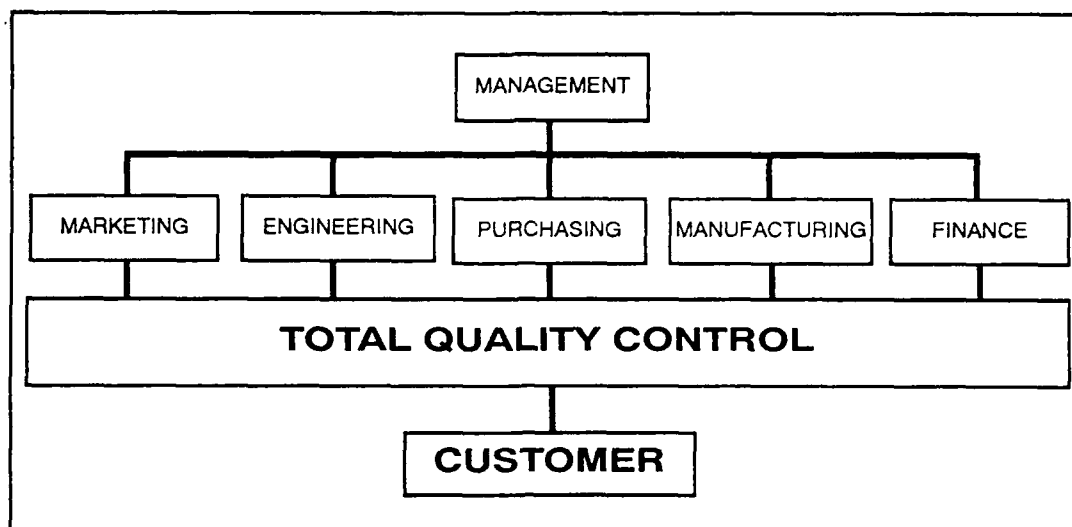 MANAGEMENT
MARKETING ENGINEERING PURCHASING MANUFACTURING FINANCE
TOTAL QUALITY CONTROL
CUSTOMER